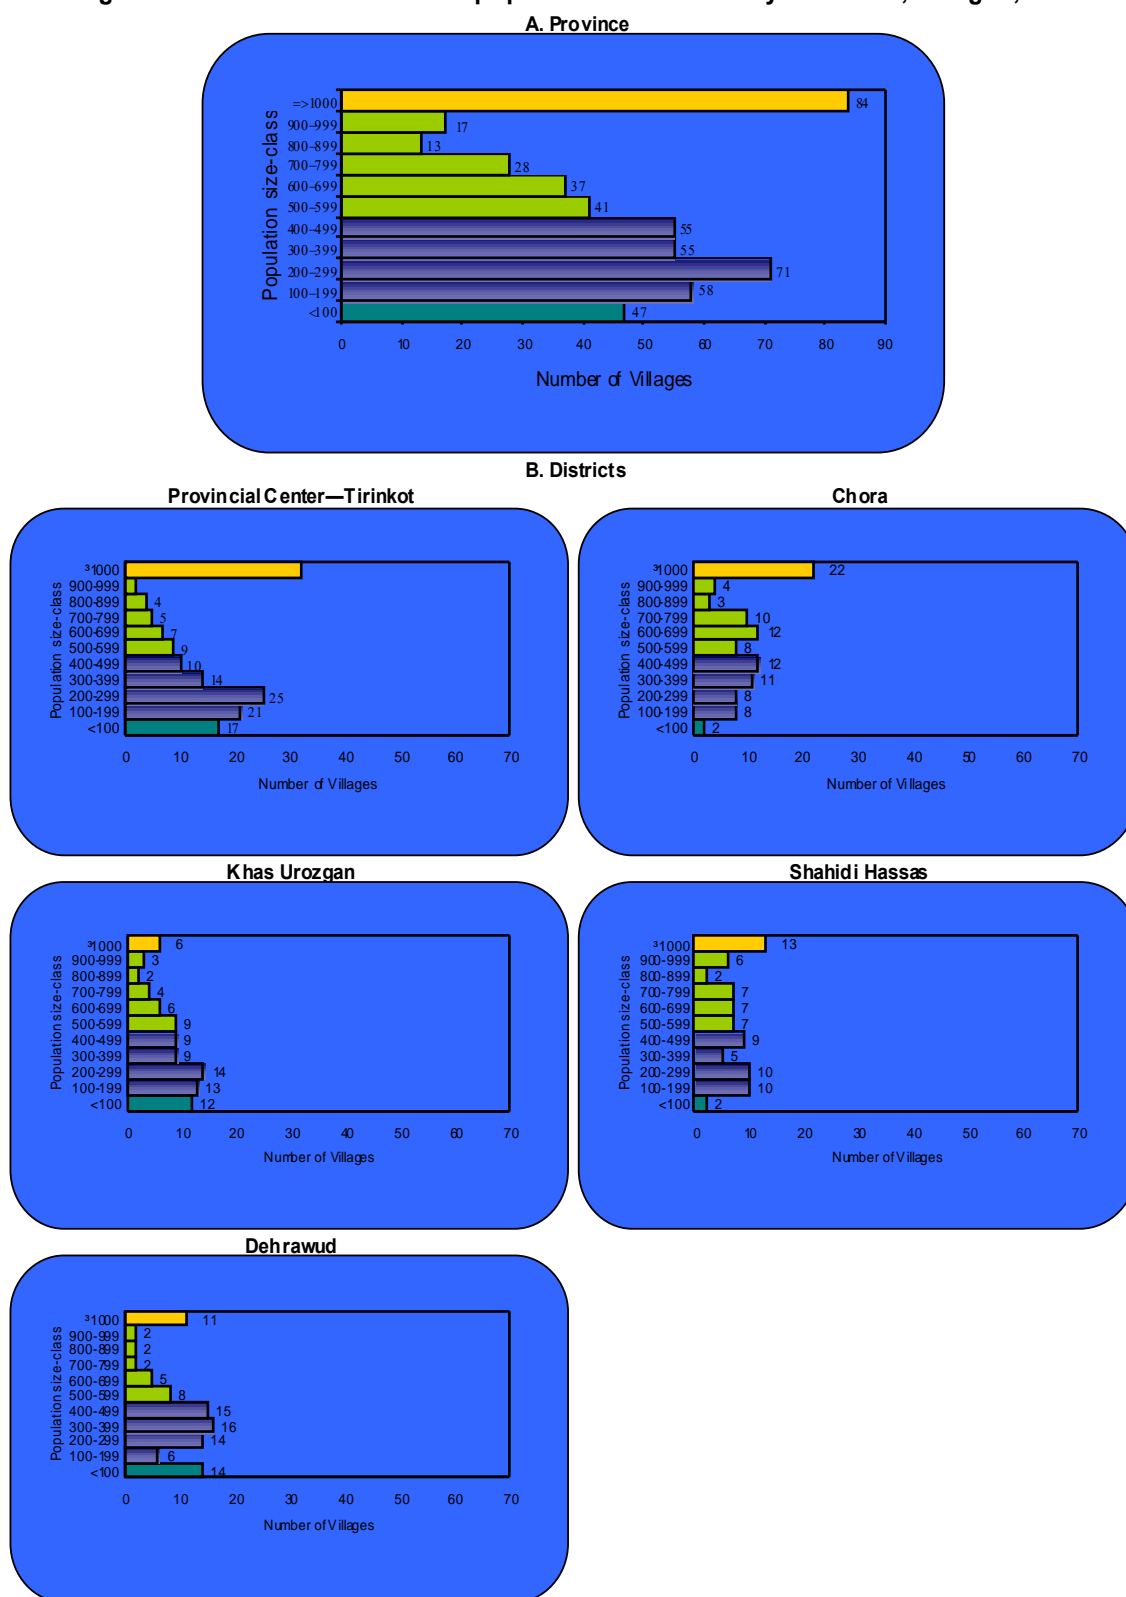 population by
A. Province
Population size-class
=>1000 84
900-999 17
800-899 13
700-799 28
600-699 37
500-599 41
400-499 55
300-399 55
200-299 71
100-199 58
<100 47
0 10 20 30 40 50 60 70 80 90
Number of Villages
B. Districts
Provincial Center—Tirinkot
Population size-class
³1000
900-999
800-899 4
700-799 5
600-699 7
500-599 9
400-499 10
300-399 14
200-299 25
100-199 21
<100 17
0 10 20 30 40 50 60 70
Number of Villages
Chora
Population size-class
³1000 22
900-999 4
800-899 3
700-799 10
600-699 12
500-599 8
400-499 12
300-399 11
200-299 8
100-199 8
<100 2
0 10 20 30 40 50 60 70
Number of Villages
Khas Urozgan
Population size-class
³1000 6
900-999 3
800-899 2
700-799 4
600-699 6
500-599 9
400-499 9
300-399 9
200-299 14
100-199 13
<100 12
0 10 20 30 40 50 60 70
Number of Villages
Shahidi Hassas
Population size-class
³1000 13
900-999 6
800-899 2
700-799 7
600-699 7
500-599 7
400-499 9
300-399 5
200-299 10
100-199 10
<100 2
0 10 20 30 40 50 60 70
Number of Villages
Dehrawud
Population size-class
³1000 11
900-999 2
800-899 2
700-799 2
600-699 5
500-599 8
400-499 15
300-399 16
200-299 14
100-199 6
<100 14
0 10 20 30 40 50 60 70
Number of Villages